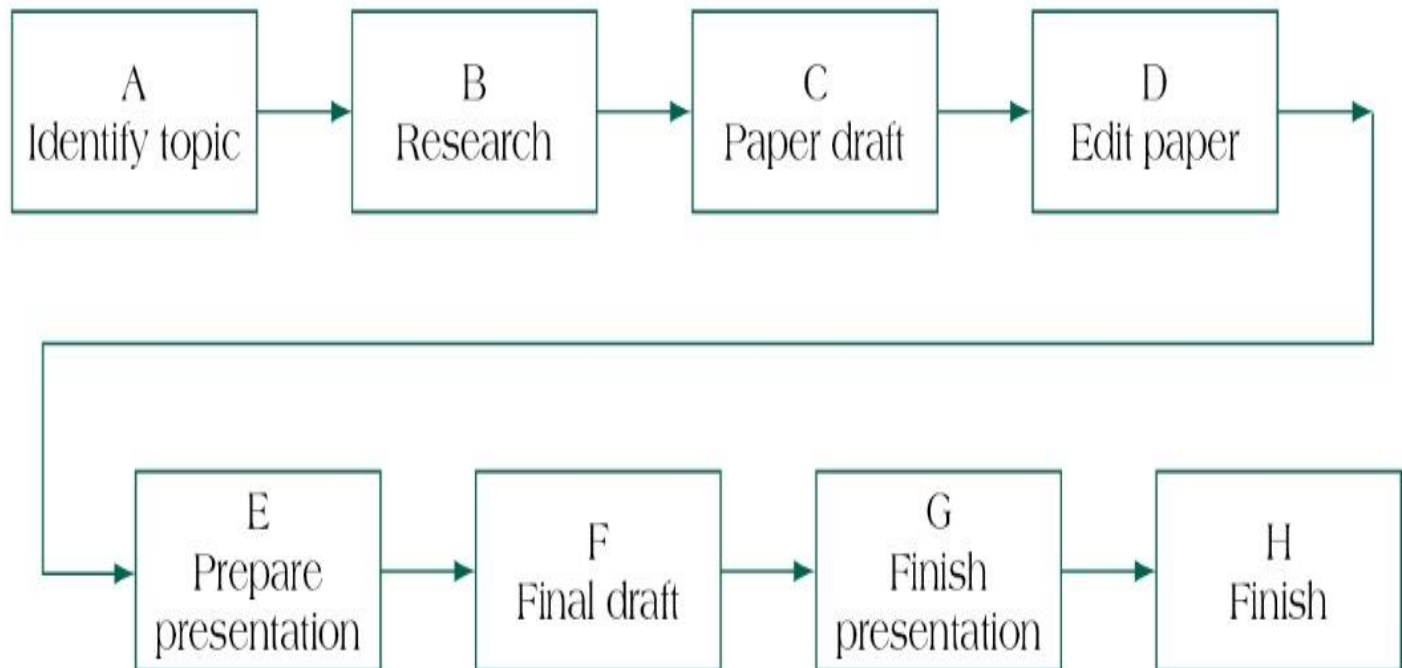 A
Identify topic
B
Research
C
Paper draft
D
Edit paper
E
Prepare
presentation
F
Final draft
G
Finish
presentation
H
Finish